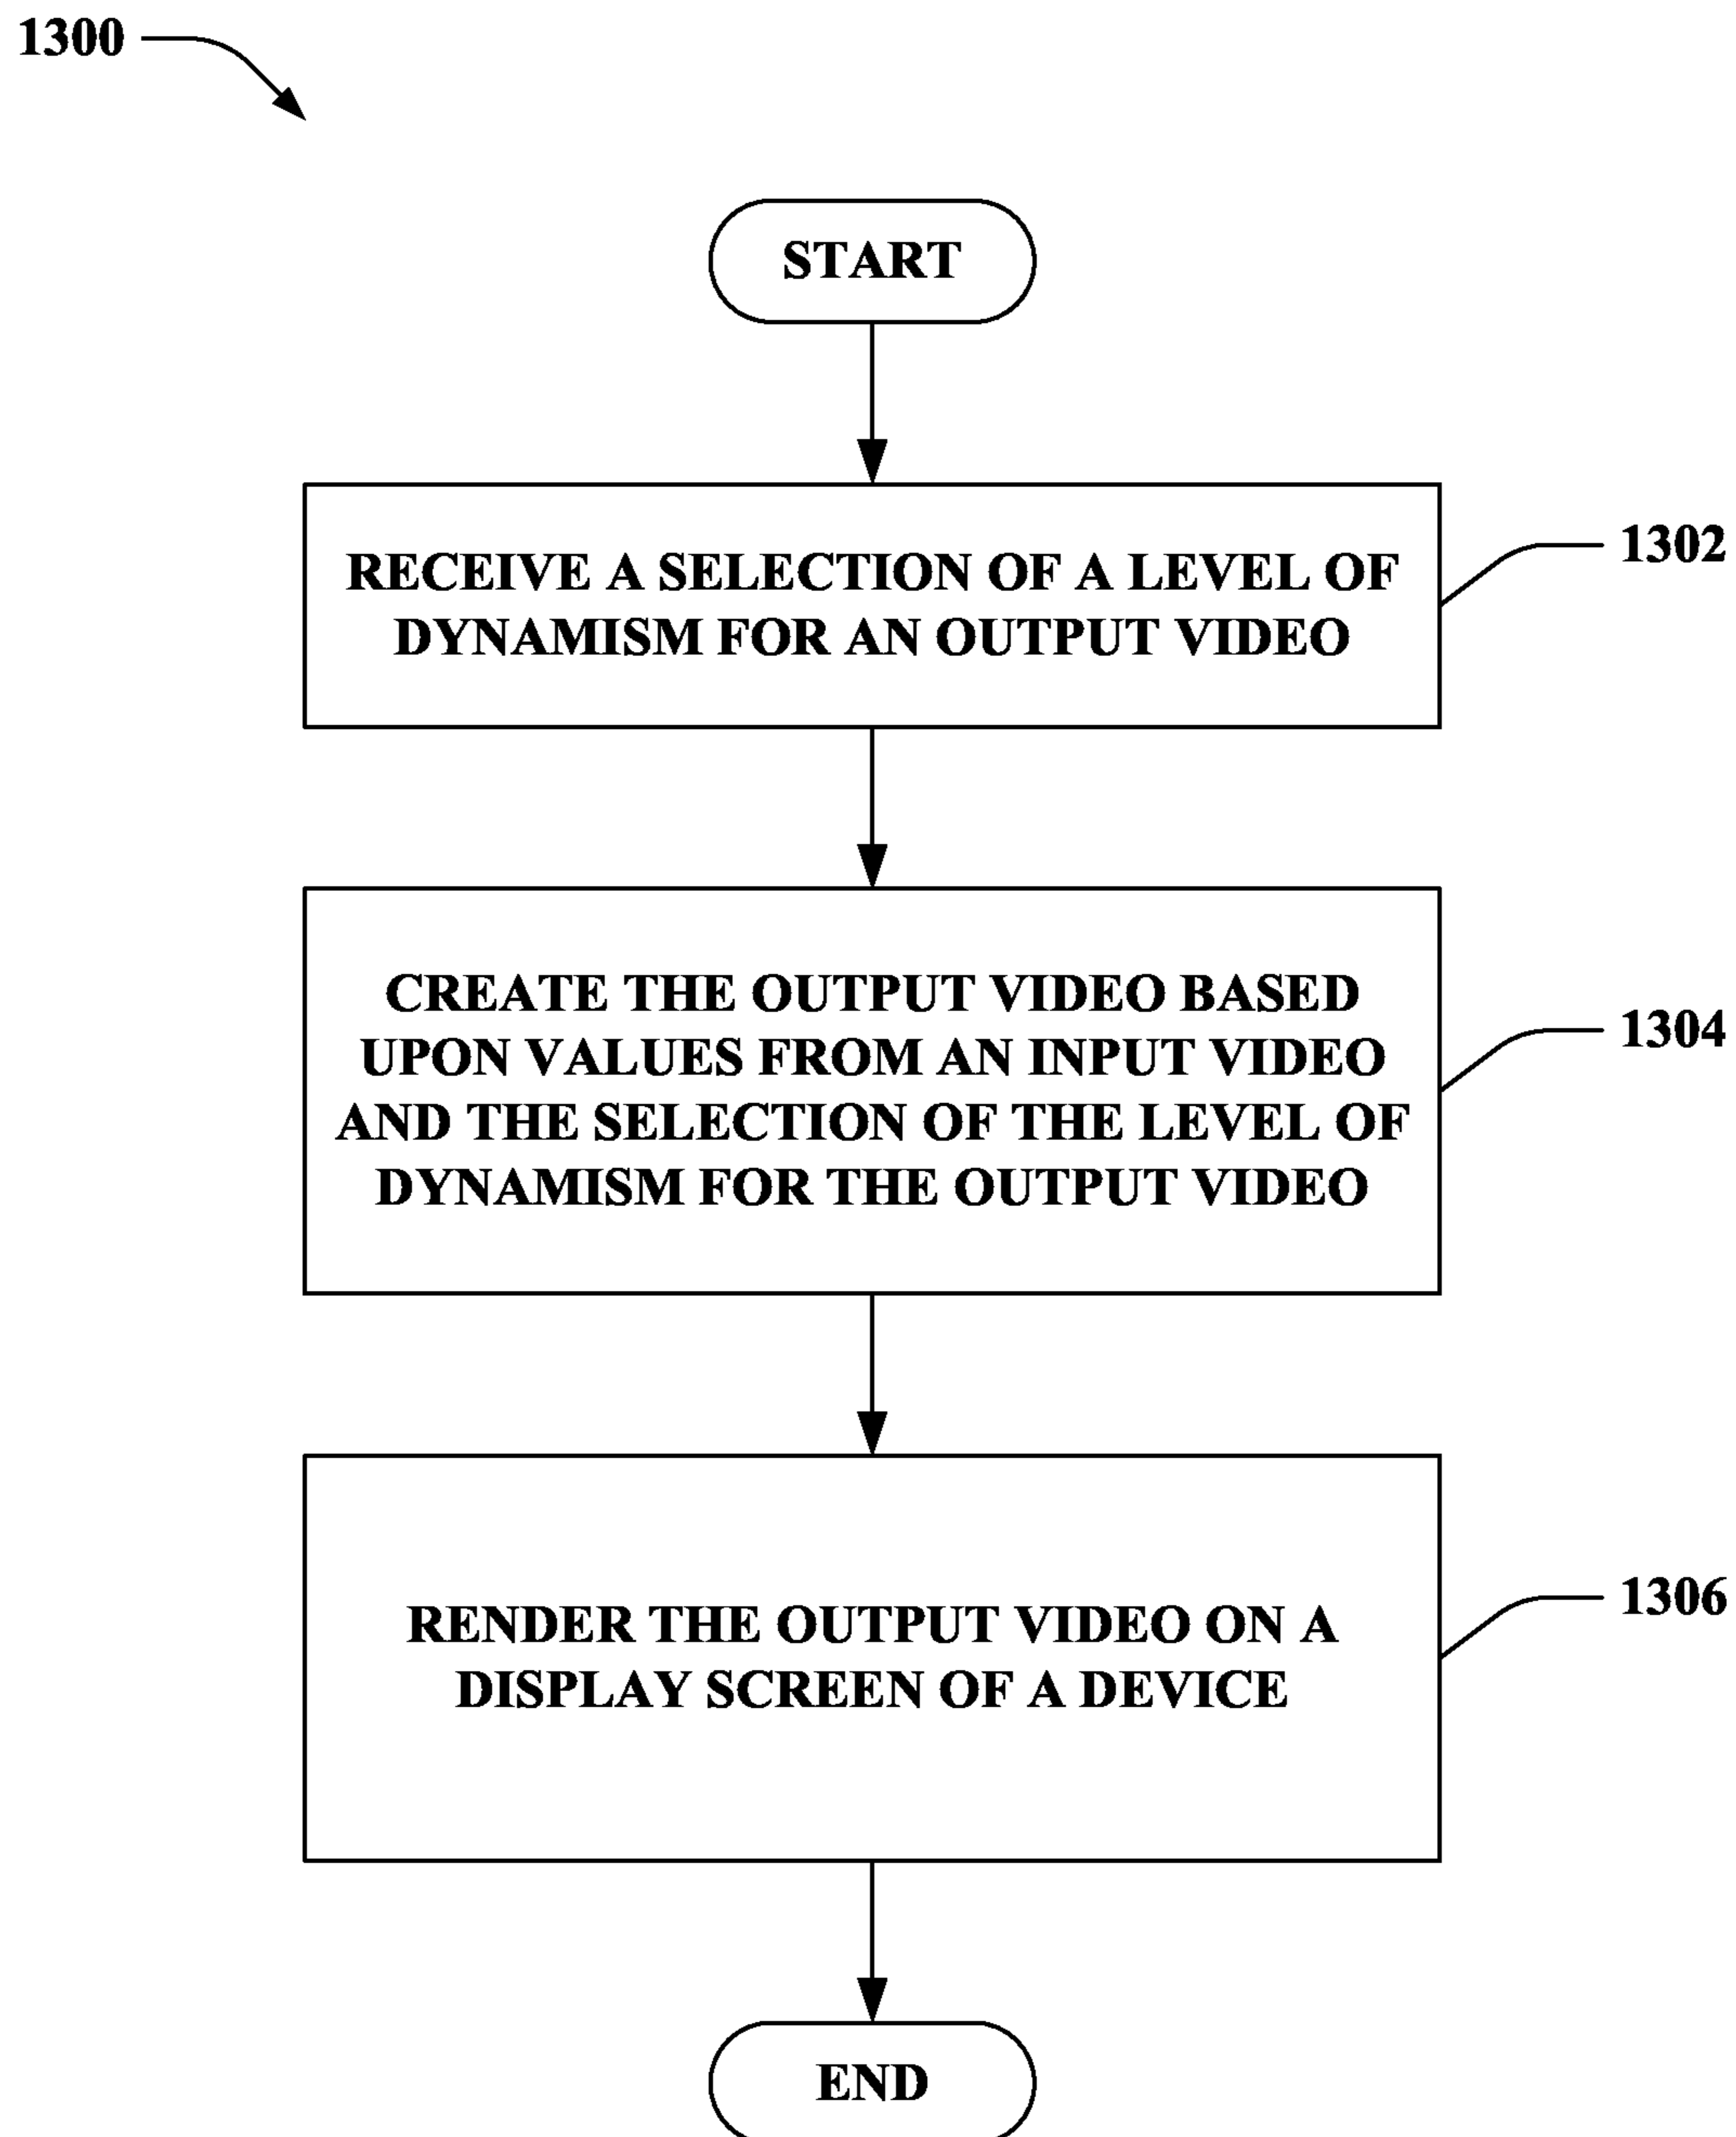 1300
START
RECEIVE A SELECTION OF A LEVEL OF
DYNAMISM FOR AN OUTPUT VIDEO
1302
CREATE THE OUTPUT VIDEO BASED
UPON VALUES FROM AN INPUT VIDEO
AND THE SELECTION OF THE LEVEL OF
DYNAMISM FOR THE OUTPUT VIDEO
1304
RENDER THE OUTPUT VIDEO ON A
DISPLAY SCREEN OF A DEVICE
1306
END